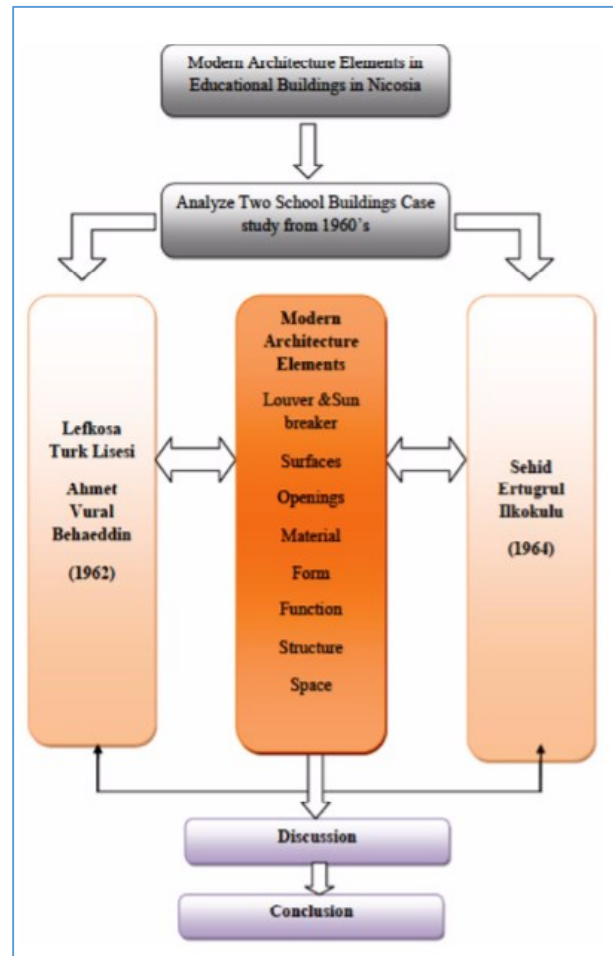 Modern Architecture Elements in
Educational Buildings in Nicosia
Analyze Two School Buildings Case
study from 1960`s
Lefkosa
Turk Lisesi
Ahmet
Vural
Behaeddin
(1962)
Modern
Architecture
Elements
Louver &Sun
breaker
Surfaces
Openings
Material
Form
Function
Structure
Space
Sehid
Ertugrul
Ilkokulu
(1964)
Discussion
Conclusion